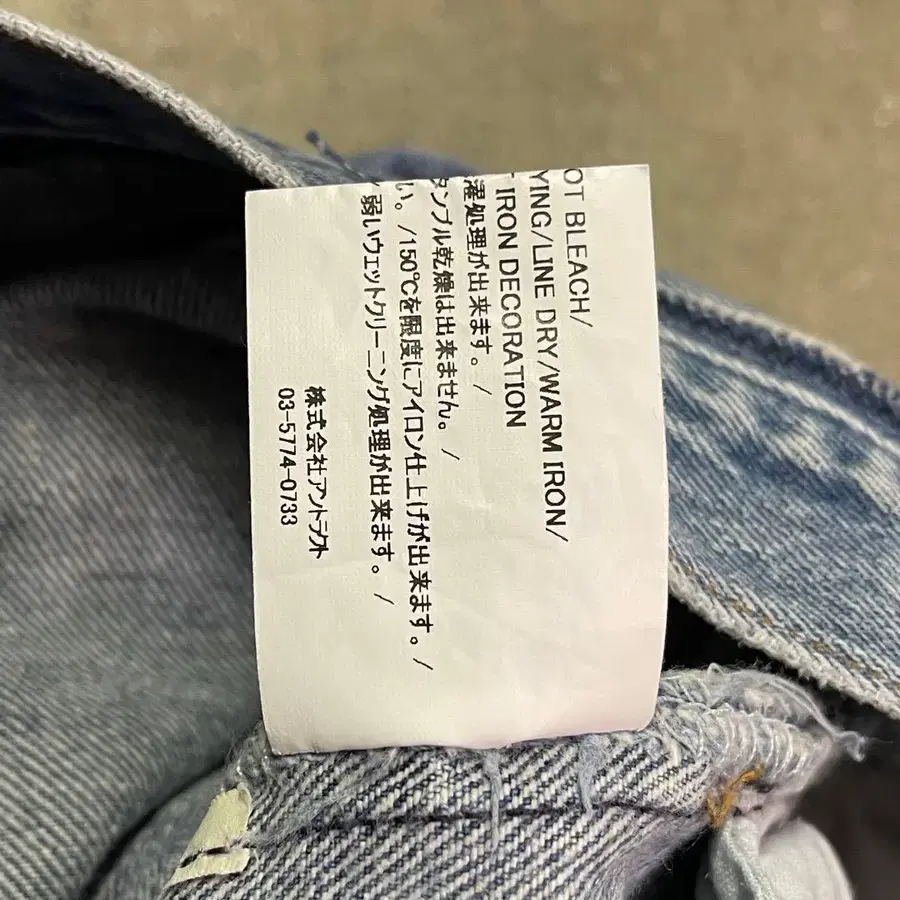 OT BLEACH/
YING/LINE DRY/WARM IRON/
T IRON DECORATION
濯処理が出来ます。/
タンブル乾燥は出来ません。/
い。/150℃を限度にアイロン仕上げが出来ます。/
弱いウェットクリーニング処理が出来ます。/
株式会社アントラクト
03-5774-0733